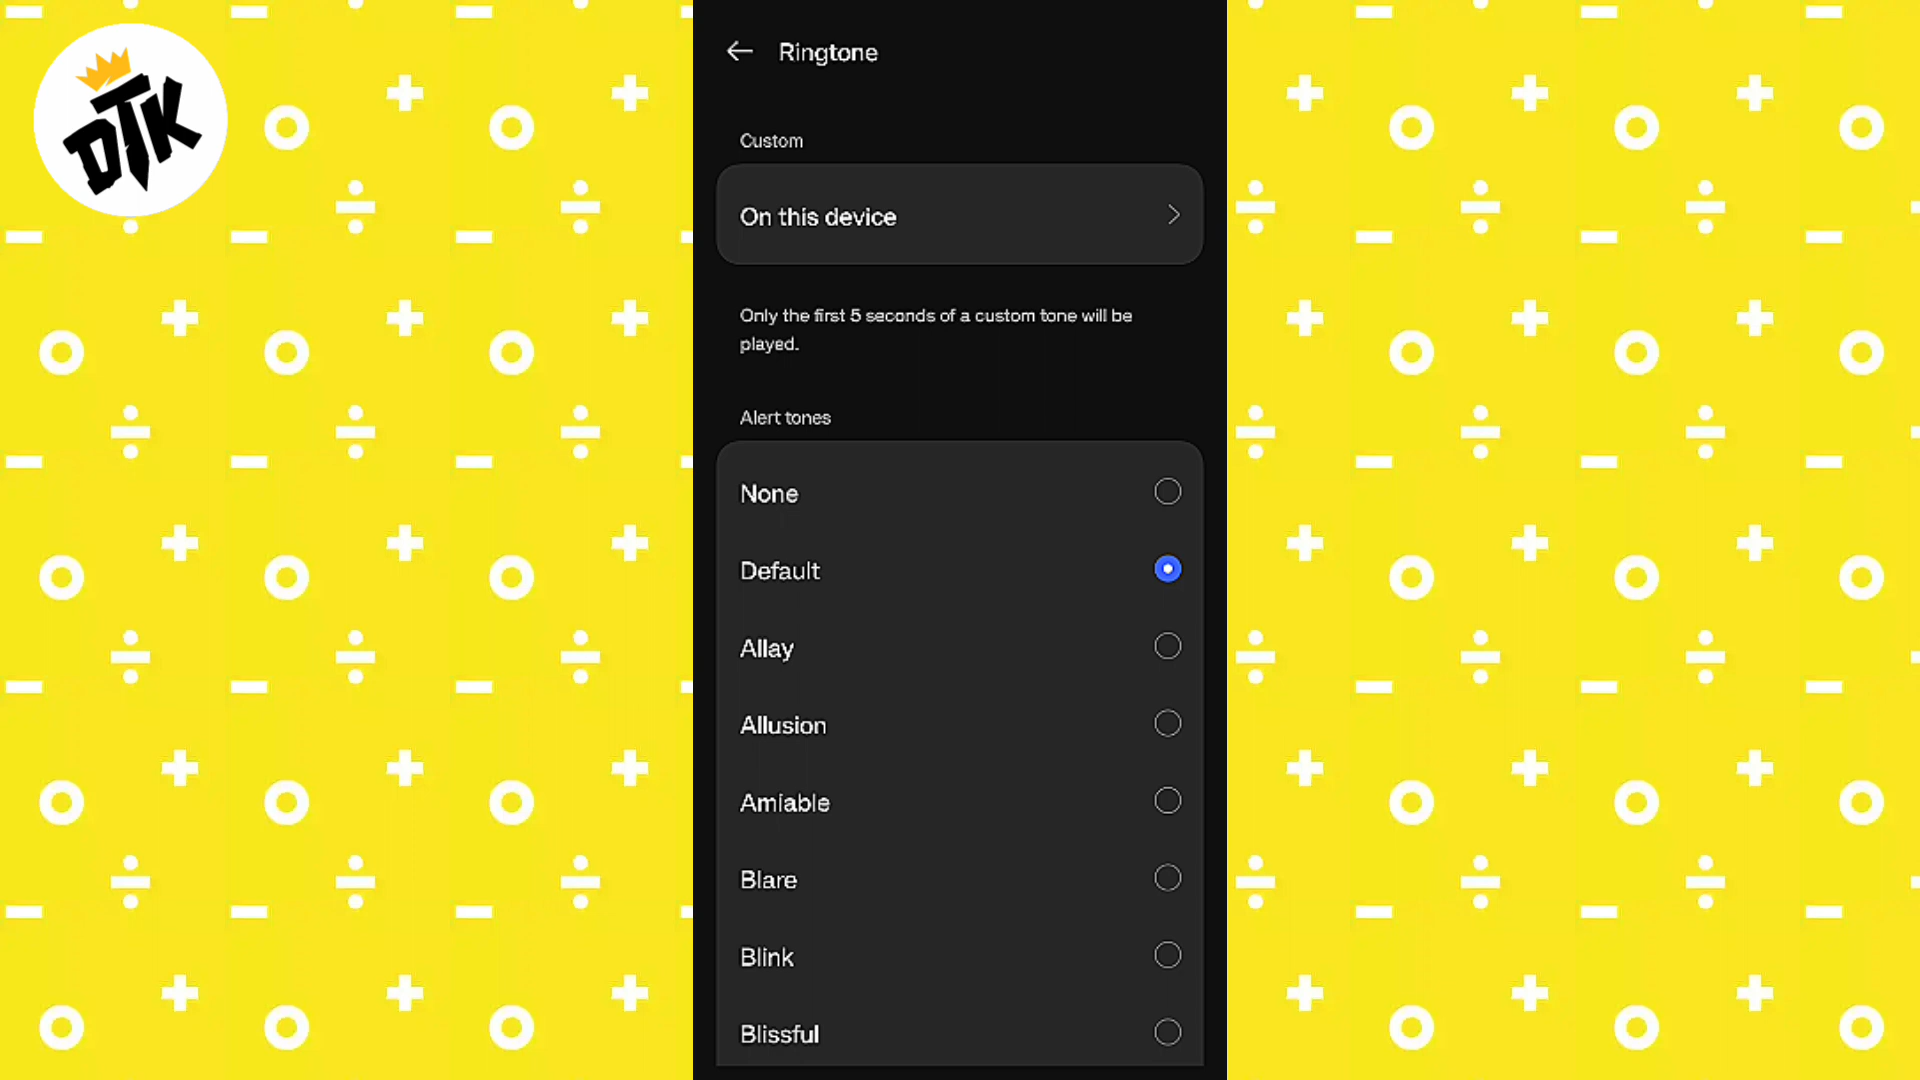 DTK
Ringtone
Custom
On this device
Only the first 5 seconds of a custom tone will be
played.
Alert tones
None
Default
Allay
Allusion
Amiable
Blare
Blink
Blissful